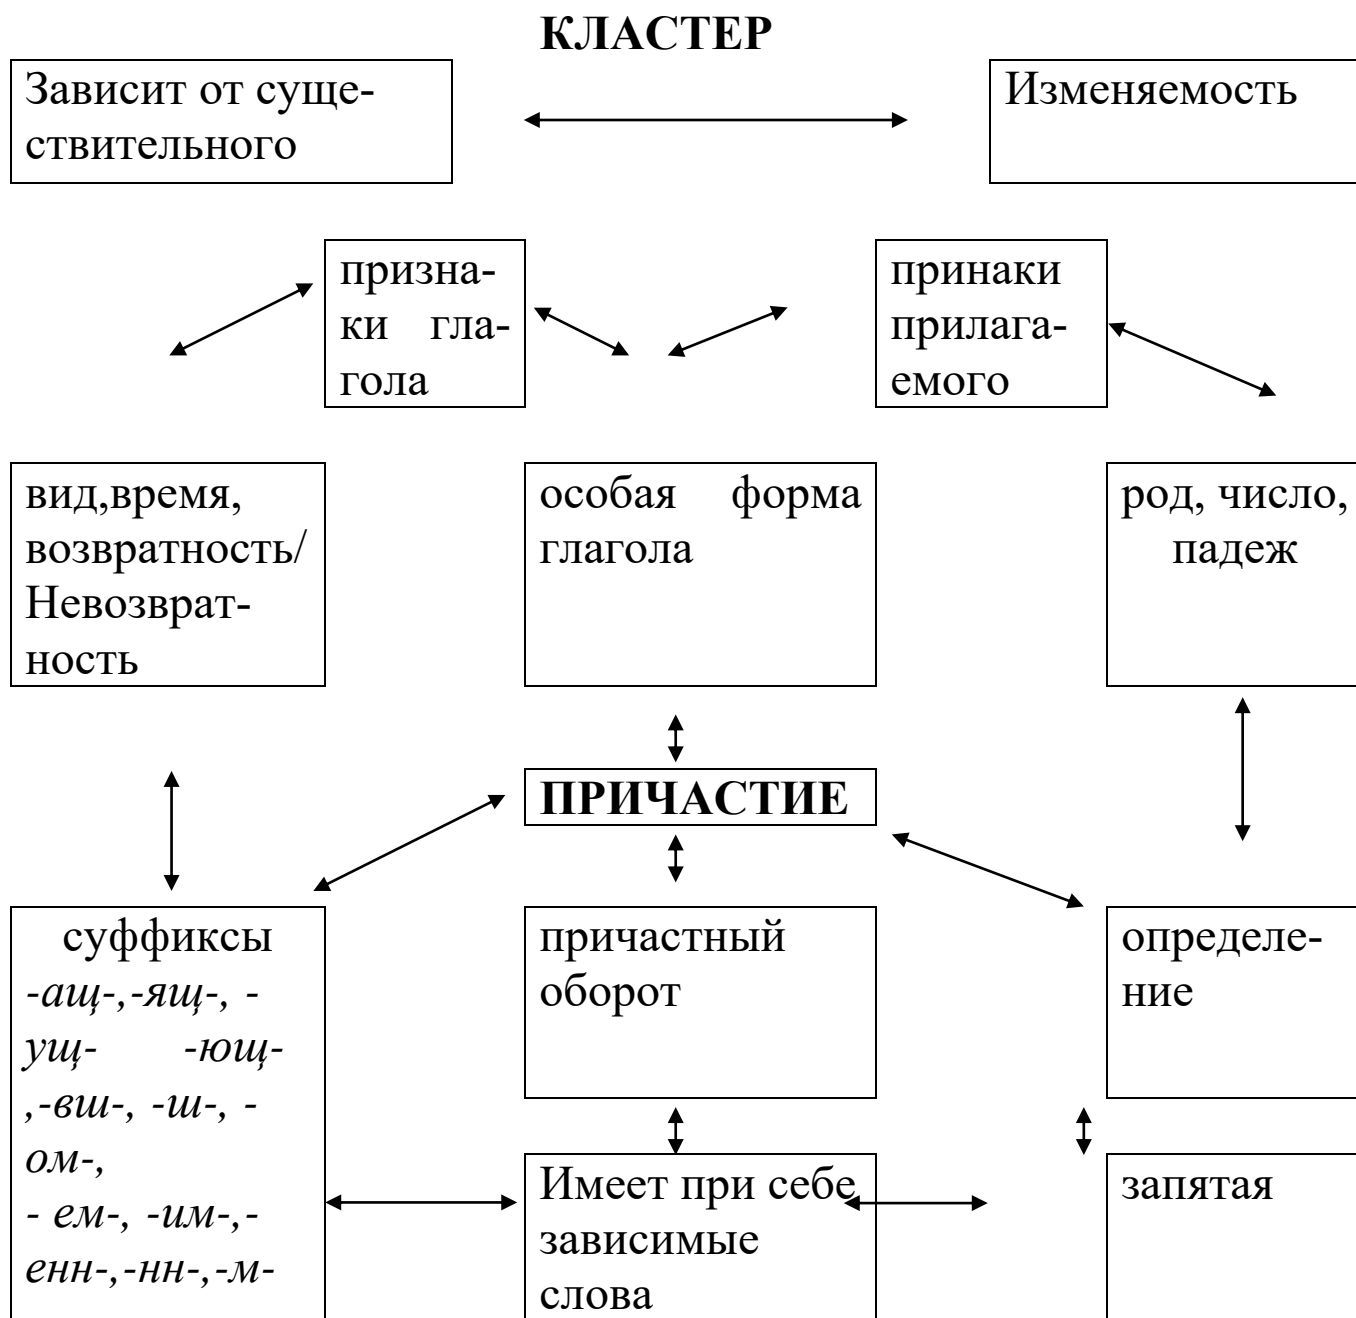 КЛАСТЕР
Зависит от суще-
ствительного
Изменяемость
призна-
ки гла-
гола
принаки
прилага-
емого
вид,время,
возвратность/
Невозврат-
ность
особая форма
глагола
род, число,
падеж
ПРИЧАСТИЕ
суффиксы
-ащ-,-ящ-, -
ущ- -ющ-
,-вш-, -ш-, -
ом-,
- ем-, -им-,-
енн-,-нн-,-м-
причастный
оборот
определе-
ние
Имеет при себе
зависимые
слова
запятая